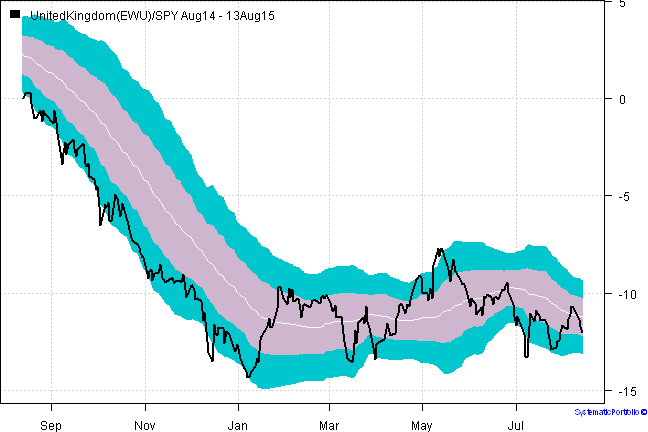 UnitedKingdom(EWU)/SPY Aug14 - 13Aug15
5
0
-5
-10
-15
Sep Nov Jan Mar May Jul
SystematicPortfolio ©